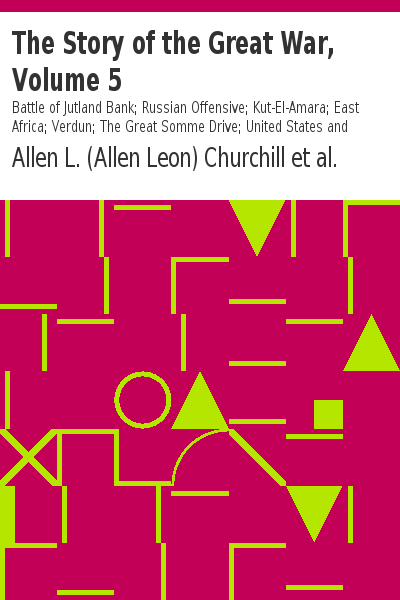 The Story of the Great War,
Volume 5
Battle of Jutland Bank; Russian Offensive; Kut-El-Amara; East
Africa; Verdun; The Great Somme Drive; United States and
Allen L. (Allen Leon) Churchill et al.